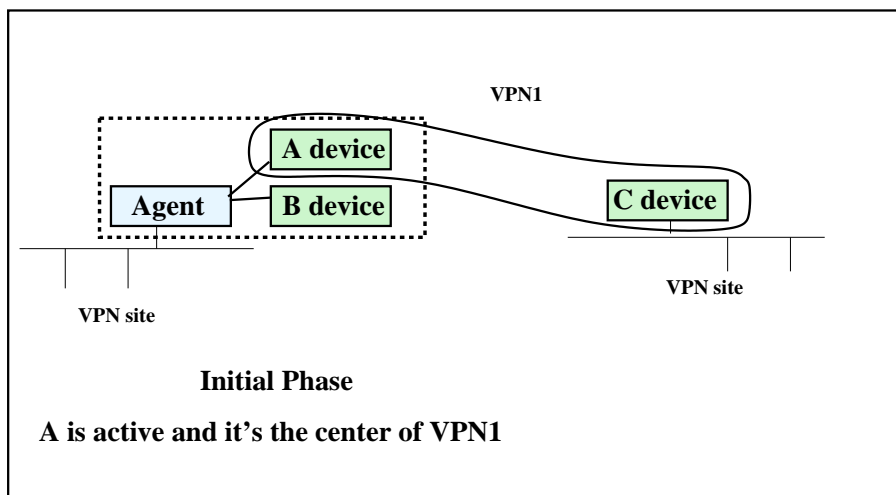 VPN1
A device
Agent
B device
C device
VPN site
VPN site
Initial Phase
A is active and it's the center of VPN1